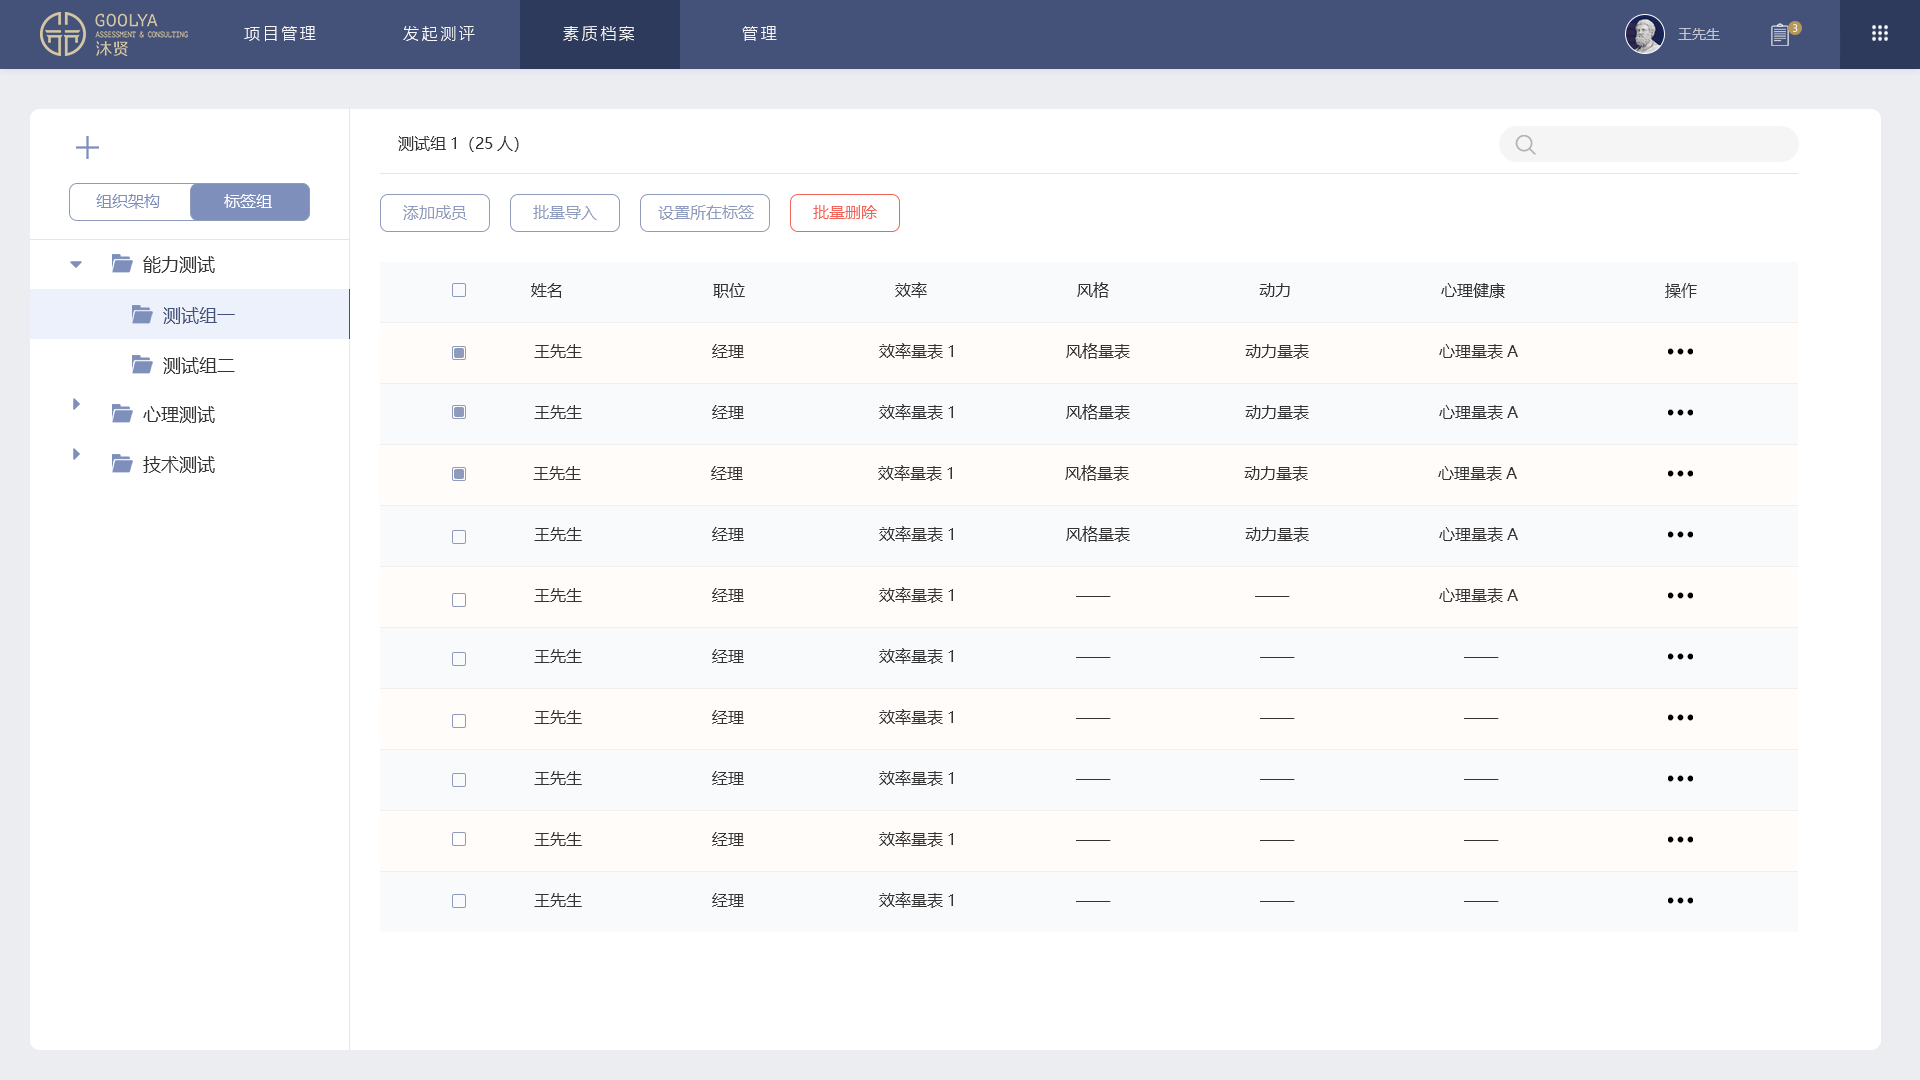 GOOLYA
ASSESSMENT & CONSULTING
沐贤
项目管理 发起测评 素质档案 管理 王先生 3
组织架构 标签组
能力测试
测试组一
测试组二
心理测试
技术测试
测试组 1（25 人）
添加成员 批量导入 设置所在标签 批量删除
姓名 职位 效率 风格 动力 心理健康 操作
王先生 经理 效率量表 1 风格量表 动力量表 心理量表 A •••
王先生 经理 效率量表 1 风格量表 动力量表 心理量表 A •••
王先生 经理 效率量表 1 风格量表 动力量表 心理量表 A •••
王先生 经理 效率量表 1 风格量表 动力量表 心理量表 A •••
王先生 经理 效率量表 1 —— —— 心理量表 A •••
王先生 经理 效率量表 1 —— —— —— •••
王先生 经理 效率量表 1 —— —— —— •••
王先生 经理 效率量表 1 —— —— —— •••
王先生 经理 效率量表 1 —— —— —— •••
王先生 经理 效率量表 1 —— —— —— •••